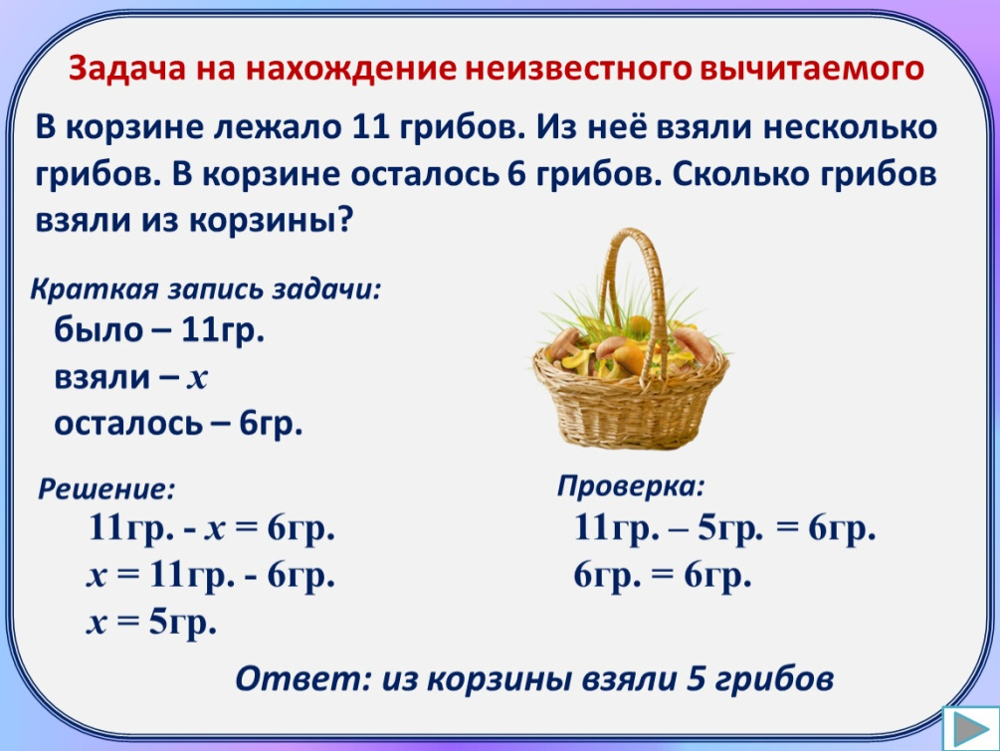 Задача на нахождение неизвестного вычитаемого
В корзине лежало 11 грибов. Из неё взяли несколько
грибов. В корзине осталось 6 грибов. Сколько грибов
взяли из корзины?
Краткая запись задачи:
было – 11гр.
взяли – х
осталось – 6гр.
Решение:
11гр. - х = 6гр.
х = 11гр. - 6гр.
х = 5гр.
Проверка:
11гр. – 5гр. = 6гр.
6гр. = 6гр.
Ответ: из корзины взяли 5 грибов